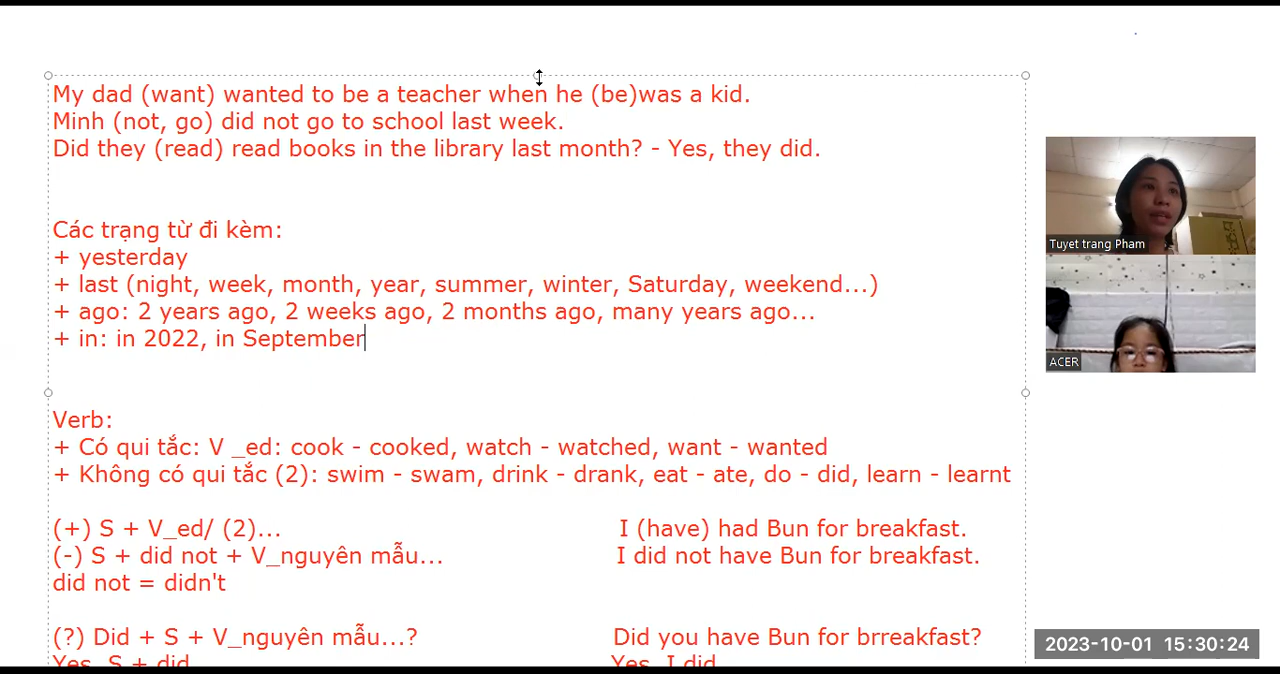 My dad (want) wanted to be a teacher when he (be)was a kid.
Minh (not, go) did not go to school last week.
Did they (read) read books in the library last month? - Yes, they did.
Các trạng từ đi kèm:
+ yesterday
+ last (night, week, month, year, summer, winter, Saturday, weekend...)
+ ago: 2 years ago, 2 weeks ago, 2 months ago, many years ago...
+ in: in 2022, in September
Verb:
+ Có qui tắc: V _ed: cook - cooked, watch - watched, want - wanted
+ Không có qui tắc (2): swim - swam, drink - drank, eat - ate, do - did, learn - learnt
(+) S + V_ed/ (2)... I (have) had Bun for breakfast.
(-) S + did not + V_nguyên mẫu... I did not have Bun for breakfast.
did not = didn't
(?) Did + S + V_nguyên mẫu...? Did you have Bun for brreakfast?
Yes, S + did Yes, I did
Tuyet trang Pham
ACER
2023-10-01 15:30:24